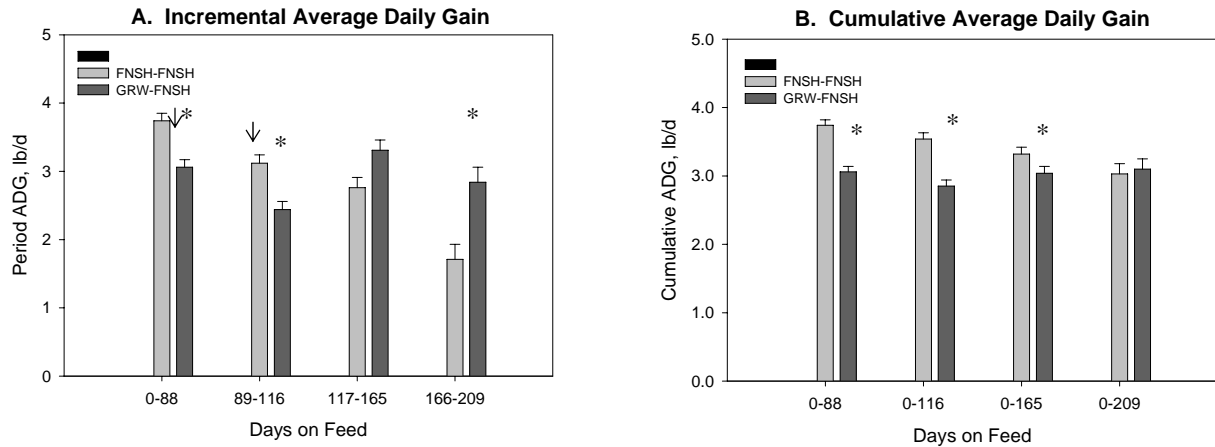 A. Incremental Average Daily Gain
5
4
3
2
1
0
Period ADG, lb/d
FNSH-FNSH
GRW-FNSH
*
*
*
0-88 89-116 117-165 166-209
Days on Feed
B. Cumulative Average Daily Gain
5.0
4.0
3.0
2.0
1.0
0.0
Cumulative ADG, lb/d
FNSH-FNSH
GRW-FNSH
*
*
*
0-88 0-116 0-165 0-209
Days on Feed